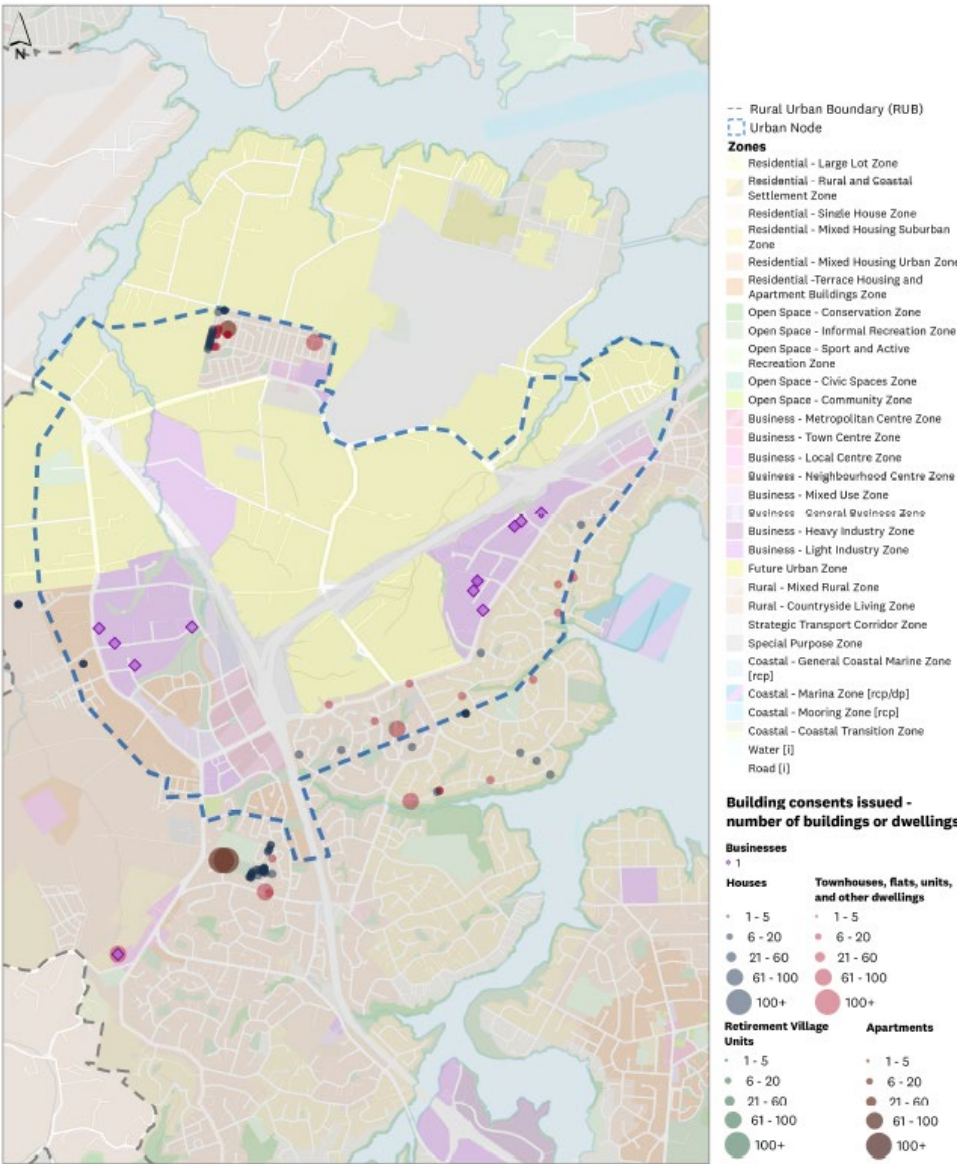 N
Rural Urban Boundary (RUB)
Urban Node
Zones
Residential - Large Lot Zone
Residential - Rural and Coastal
Settlement Zone
Residential - Single House Zone
Residential - Mixed Housing Suburban
Zone
Residential - Mixed Housing Urban Zone
Residential -Terrace Housing and
Apartment Buildings Zone
Open Space - Conservation Zone
Open Space - Informal Recreation Zone
Open Space - Sport and Active
Recreation Zone
Open Space - Civic Spaces Zone
Open Space - Community Zone
Business - Metropolitan Centre Zone
Business - Town Centre Zone
Business - Local Centre Zone
Business - Neighbourhood Centre Zone
Business - Mixed Use Zone
Business - General Business Zone
Business - Heavy Industry Zone
Business - Light Industry Zone
Future Urban Zone
Rural - Mixed Rural Zone
Rural - Countryside Living Zone
Strategic Transport Corridor Zone
Special Purpose Zone
Coastal - General Coastal Marine Zone
[rcp]
Coastal - Marina Zone [rcp/dp]
Coastal - Mooring Zone [rcp]
Coastal - Coastal Transition Zone
Water [i]
Road [i]
Building consents issued -
number of buildings or dwellings
Businesses
1
Houses
1 - 5
6 - 20
21 - 60
61 - 100
100+
Townhouses, flats, units,
and other dwellings
1 - 5
6 - 20
21 - 60
61 - 100
100+
Retirement Village
Units
1 - 5
6 - 20
21 - 60
61 - 100
100+
Apartments
1 - 5
6 - 20
21 - 60
61 - 100
100+